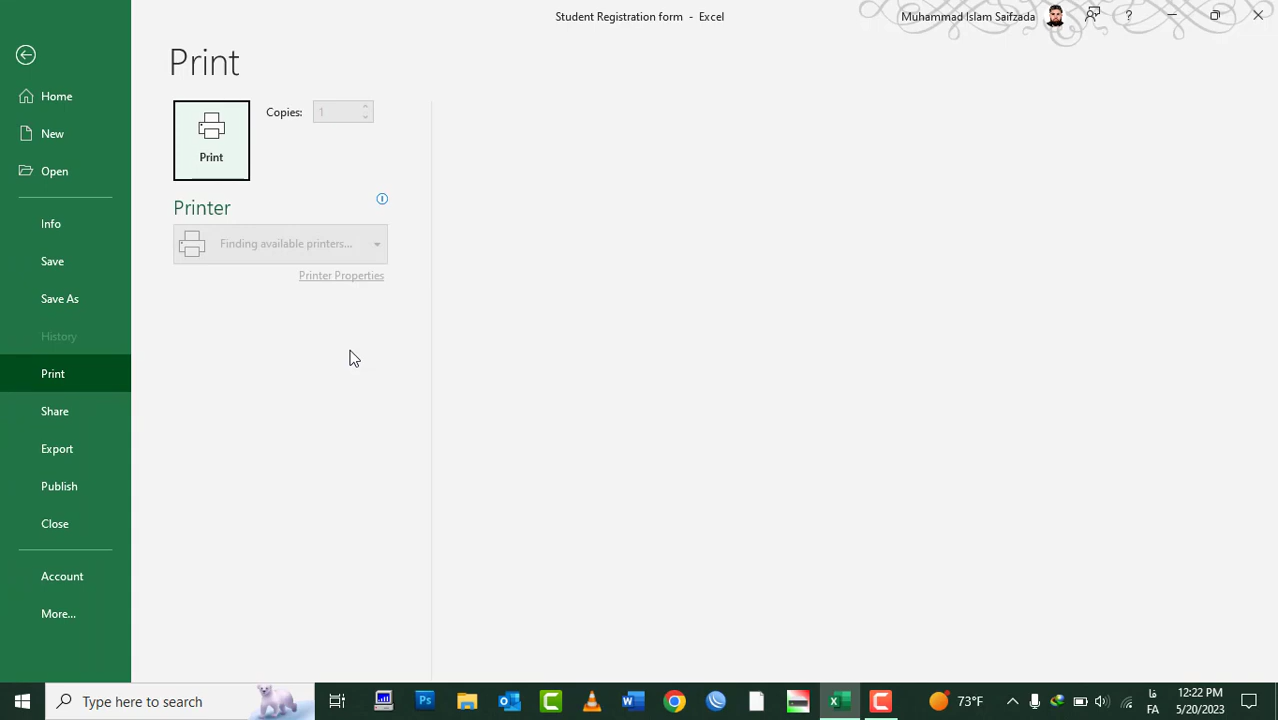 Student Registration form - Excel
Muhammad Islam Saifzada
?
Print
Home
New
Open
Info
Save
Save As
History
Print
Share
Export
Publish
Close
Account
More...
Print
Copies: 1
Printer
Finding available printers...
Printer Properties
Type here to search
73°F
فا
FA
12:22 PM
5/20/2023